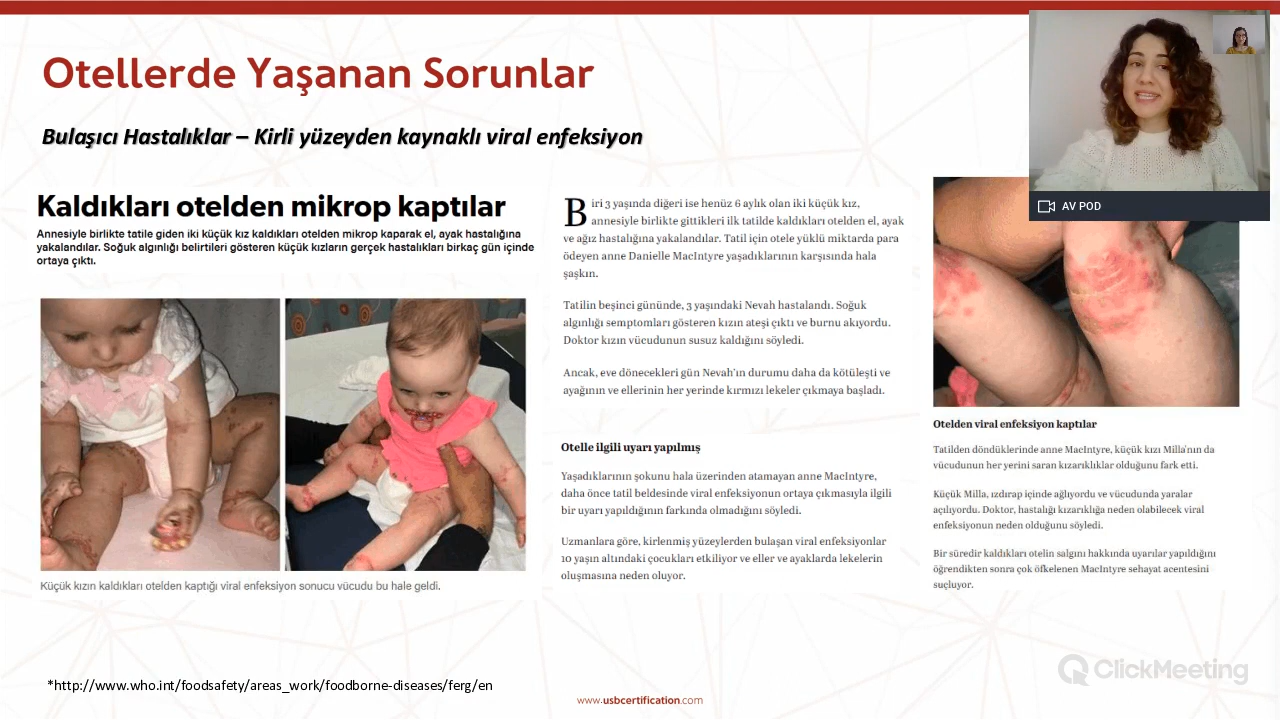 Otellerde Yaşanan Sorunlar
Bulaşıcı Hastalıklar – Kirli yüzeyden kaynaklı viral enfeksiyon
Kaldıkları otelden mikrop kaptılar
Annesiyle birlikte tatile giden iki küçük kız kaldıkları otelden mikrop kaparak el, ayak hastalığına
yakalandılar. Soğuk algınlığı belirtileri gösteren küçük kızların gerçek hastalıkları birkaç gün içinde
ortaya çıktı.
Küçük kızın kaldıkları otelden kaptığı viral enfeksiyon sonucu vücudu bu hale geldi.
Biri 3 yaşında diğeri ise henüz 6 aylık olan iki küçük kız,
annesiyle birlikte gittikleri ilk tatilde kaldıkları otelden el, ayak
ve ağız hastalığına yakalandılar. Tatil için otele yüklü miktarda para
ödeyen anne Danielle MacIntyre yaşadıklarının karşısında hala
şaşkın.
Tatilin beşinci gününde, 3 yaşındaki Nevah hastalandı. Soğuk
algınlığı semptomları gösteren kızın ateşi çıktı ve burnu akıyordu.
Doktor kızın vücudunun susuz kaldığını söyledi.
Ancak, eve dönecekleri gün Nevah'ın durumu daha da kötüleşti ve
ayağının ve ellerinin her yerinde kırmızı lekeler çıkmaya başladı.
Otelle ilgili uyarı yapılmış
Yaşadıklarının şokunu hala üzerinden atamayan anne MacIntyre,
daha önce tatil beldesinde viral enfeksiyonun ortaya çıkmasıyla ilgili
bir uyarı yapıldığının farkında olmadığını söyledi.
Uzmanlara göre, kirlenmiş yüzeylerden bulaşan viral enfeksiyonlar
10 yaşın altındaki çocukları etkiliyor ve eller ve ayaklarda lekelerin
oluşmasına neden oluyor.
AV POD
Otelden viral enfeksiyon kaptılar
Tatilden döndüklerinde anne MacIntyre, küçük kızı Milla'nın da
vücudunun her yerini saran kızarıklıklar olduğunu fark etti.
Küçük Milla, ızdırap içinde ağlıyordu ve vücudunda yaralar
açılıyordu. Doktor, hastalığı kızarıklığa neden olabilecek viral
enfeksiyonun neden olduğunu söyledi.
Bir süredir kaldıkları otelin salgını hakkında uyarılar yapıldığını
öğrendikten sonra çok öfkelenen MacIntyre sehayat acentesini
suçluyor.
ClickMeeting
*http://www.who.int/foodsafety/areas_work/foodborne-diseases/ferg/en
www.usbcertification.com